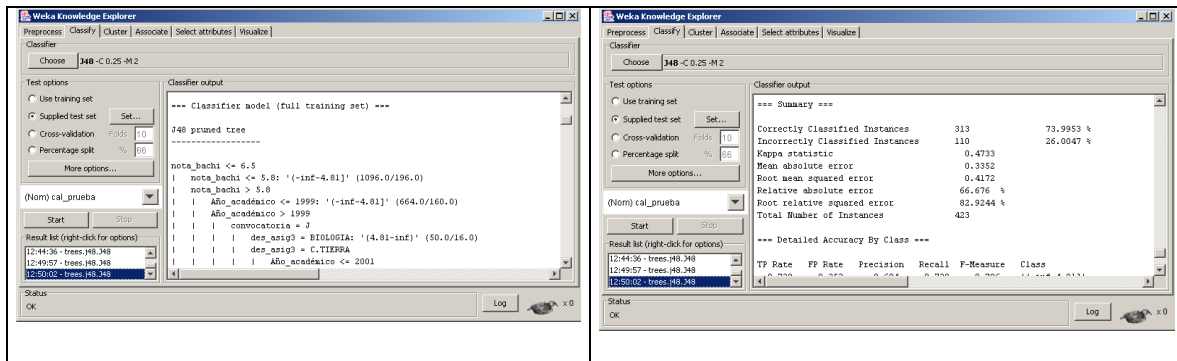 Weka Knowledge Explorer
Preprocess Classify Cluster Associate Select attributes Visualize
Classifier
Choose J48 -C 0.25 -M 2
Test options
Use training set
Supplied test set Set...
Cross-validation Folds 10
Percentage split % 66
More options...
(Nom) cal_prueba
Start Stop
Result list (right-click for options)
12:44:36 - trees.j48.J48
12:49:57 - trees.j48.J48
12:50:02 - trees.j48.J48
Classifier output
=== Classifier model (full training set) ===
J48 pruned tree
------------------
nota_bachi <= 6.5
| nota_bachi <= 5.8: '(-inf-4.81]' (1096.0/196.0)
| nota_bachi > 5.8
| | Año_académico <= 1999: '(-inf-4.81]' (664.0/160.0)
| | Año_académico > 1999
| | | convocatoria = J
| | | | des_asig3 = BIOLOGIA: '(4.81-inf)' (50.0/16.0)
| | | | des_asig3 = C.TIERRA
| | | | | Año_académico <= 2001
Status
OK
Log x 0
Weka Knowledge Explorer
Preprocess Classify Cluster Associate Select attributes Visualize
Classifier
Choose J48 -C 0.25 -M 2
Test options
Use training set
Supplied test set Set...
Cross-validation Folds 10
Percentage split % 66
More options...
(Nom) cal_prueba
Start Stop
Result list (right-click for options)
12:44:36 - trees.j48.J48
12:49:57 - trees.j48.J48
12:50:02 - trees.j48.J48
Classifier output
=== Summary ===
Correctly Classified Instances 313 73.9953 %
Incorrectly Classified Instances 110 26.0047 %
Kappa statistic 0.4733
Mean absolute error 0.3352
Root mean squared error 0.4172
Relative absolute error 66.676 %
Root relative squared error 82.9244 %
Total Number of Instances 423
=== Detailed Accuracy By Class ===
TP Rate FP Rate Precision Recall F-Measure Class
Status
OK
Log x 0